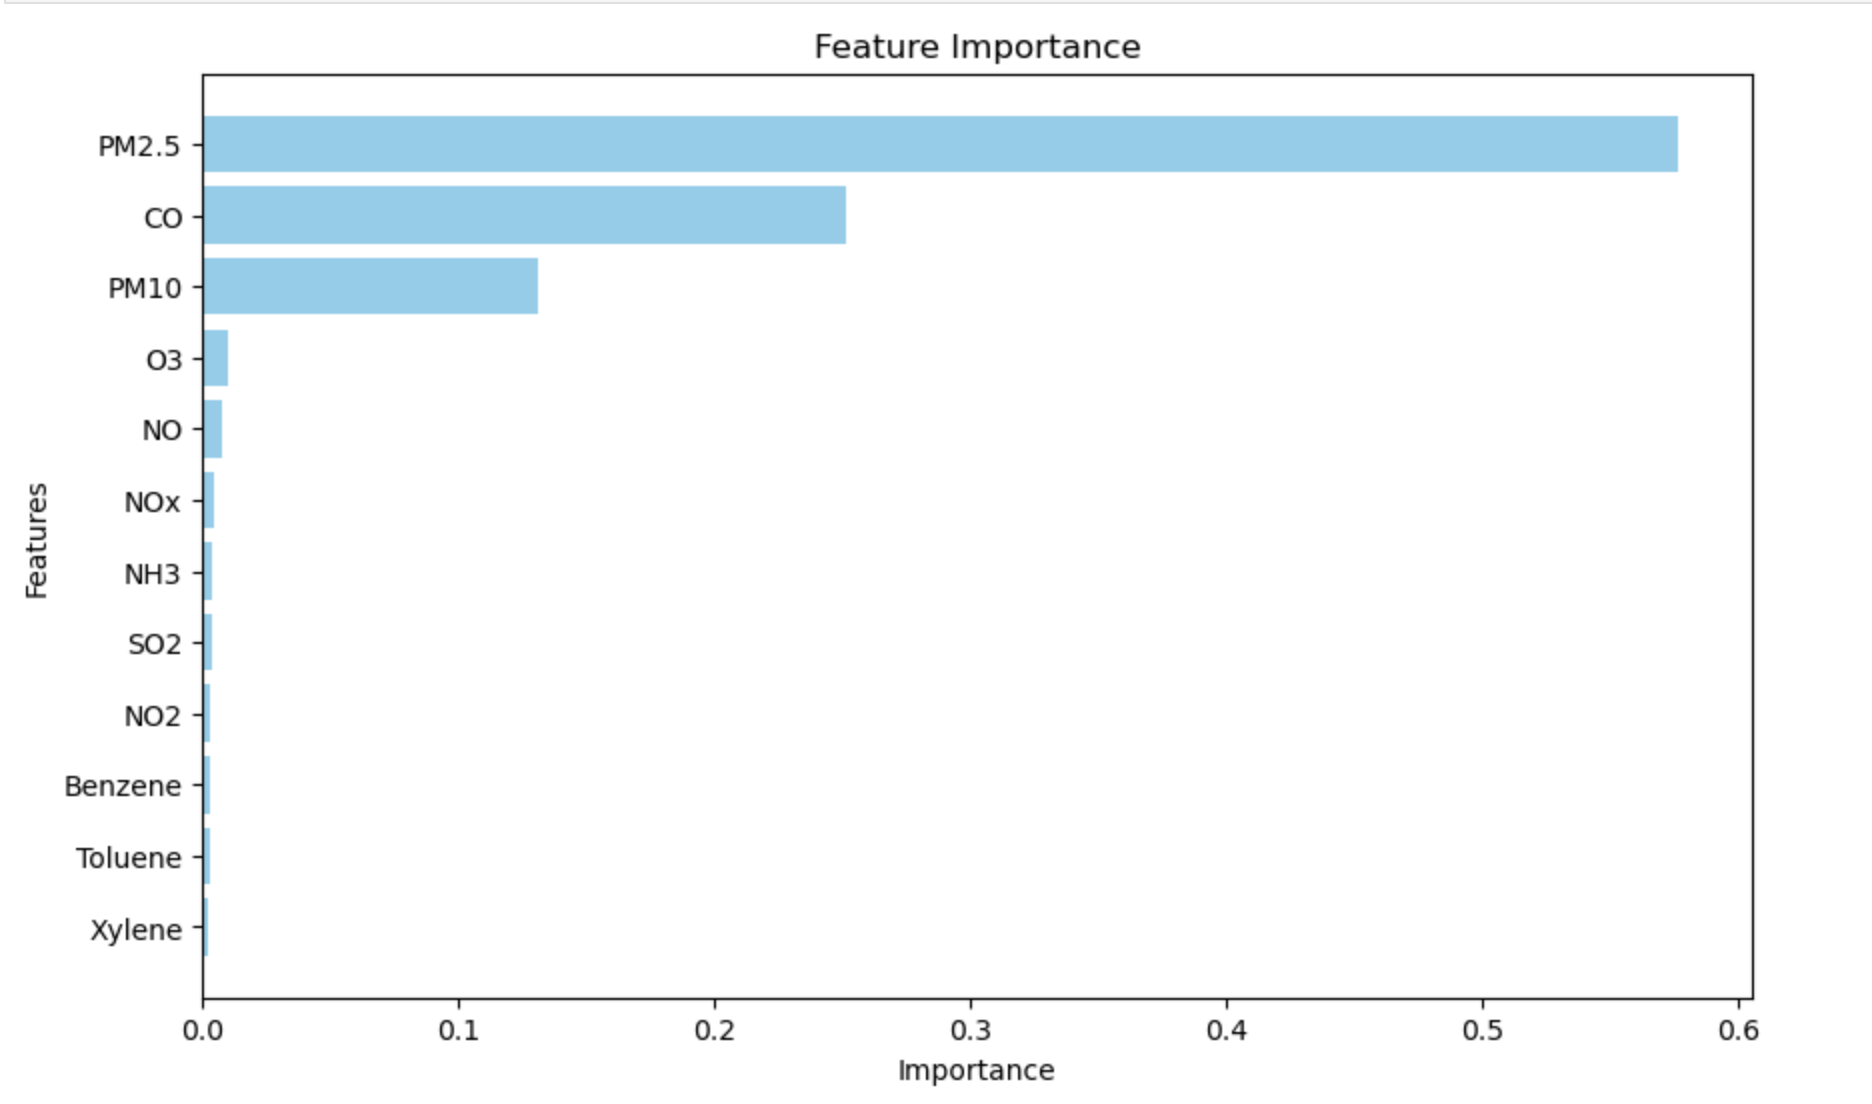 Feature Importance
PM2.5
CO
PM10
O3
NO
NOx
NH3
SO2
NO2
Benzene
Toluene
Xylene
Features
0.0 0.1 0.2 0.3 0.4 0.5 0.6
Importance